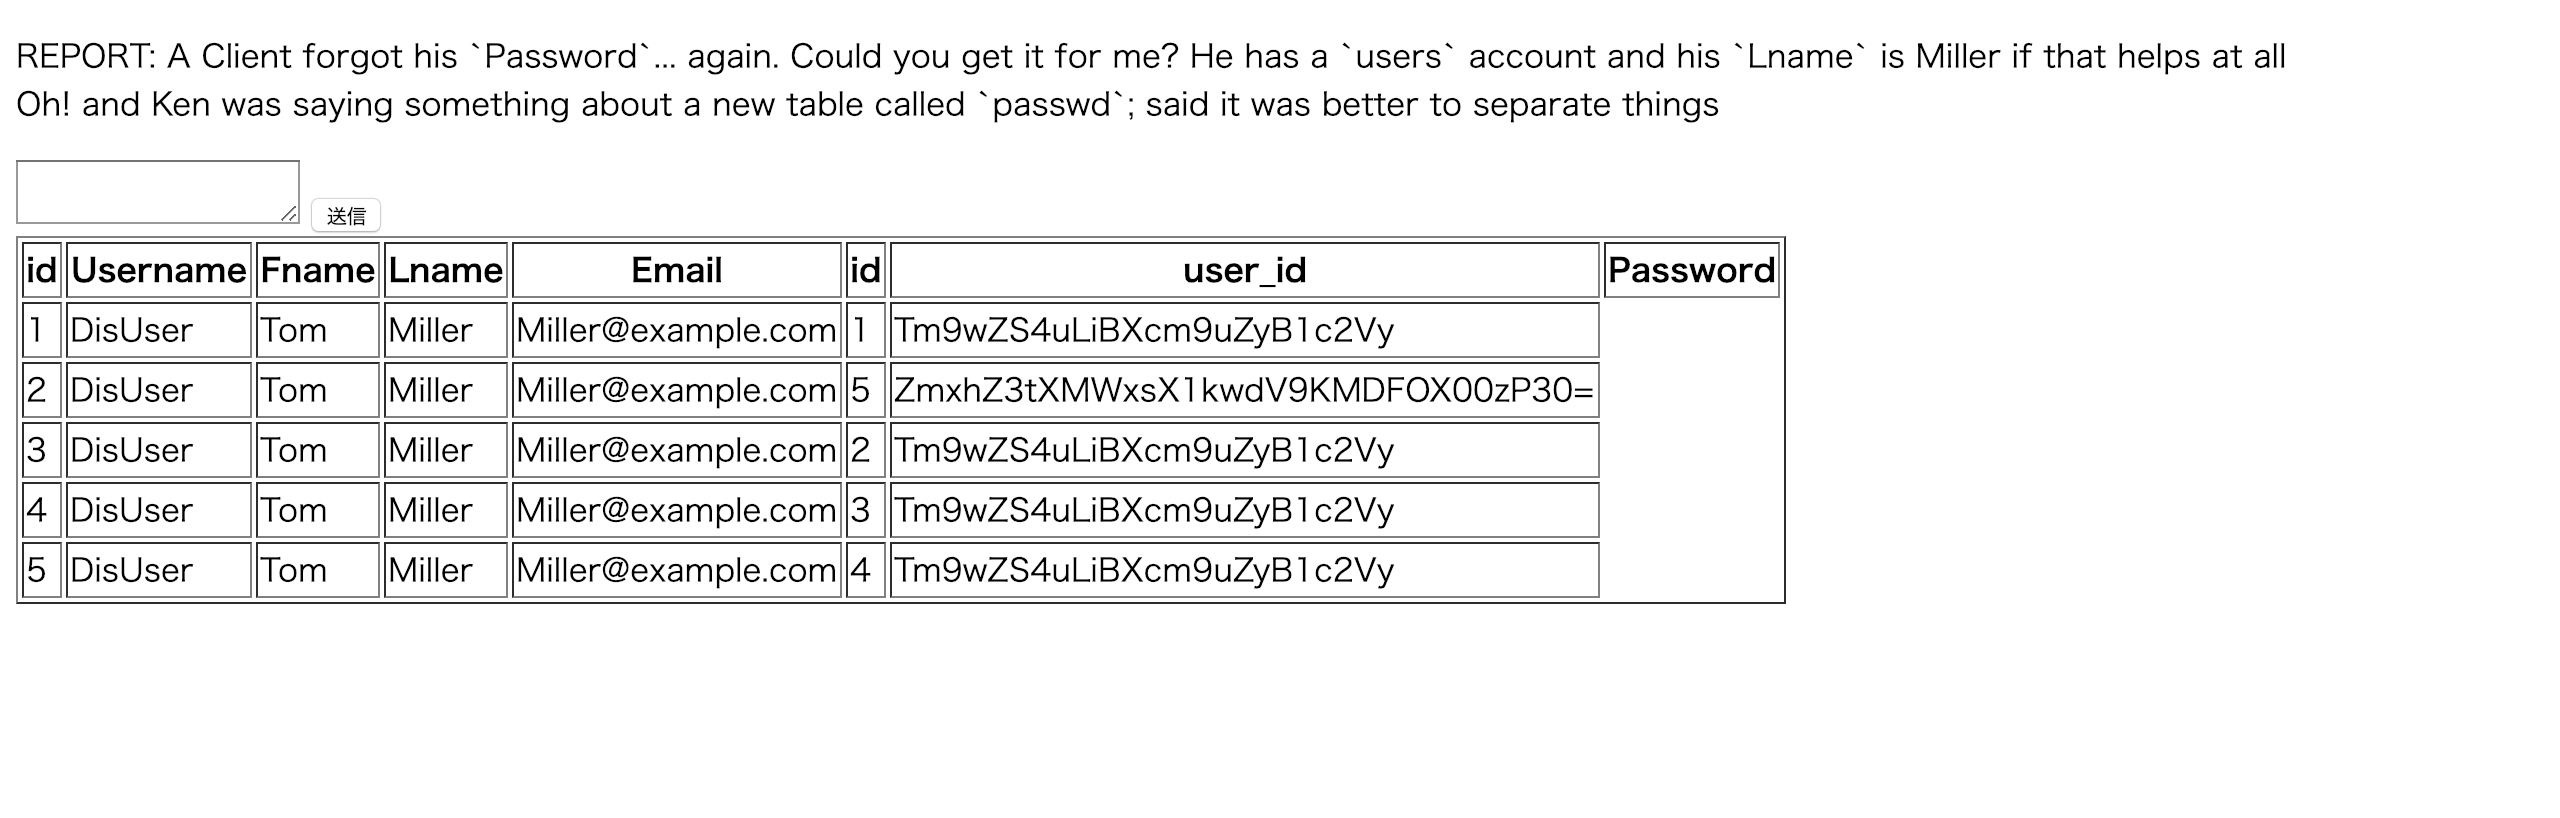 REPORT: A Client forgot his `Password`... again. Could you get it for me? He has a `users` account and his `Lname` is Miller if that helps at all
Oh! and Ken was saying something about a new table called `passwd`; said it was better to separate things
送信
id Username Fname Lname Email id user_id Password
1 DisUser Tom Miller Miller@example.com 1 Tm9wZS4uLiBXcm9uZyB1c2Vy
2 DisUser Tom Miller Miller@example.com 5 ZmxhZ3tXMWxsX1kwdV9KMDFOX00zP30=
3 DisUser Tom Miller Miller@example.com 2 Tm9wZS4uLiBXcm9uZyB1c2Vy
4 DisUser Tom Miller Miller@example.com 3 Tm9wZS4uLiBXcm9uZyB1c2Vy
5 DisUser Tom Miller Miller@example.com 4 Tm9wZS4uLiBXcm9uZyB1c2Vy